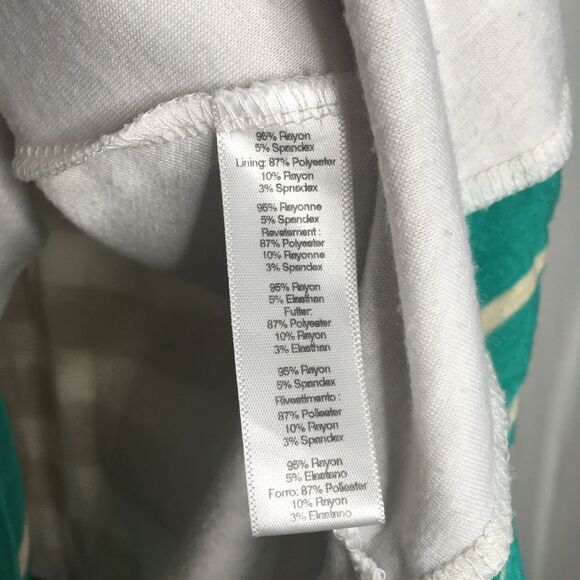 95% Rayon
5% Spandex
Lining: 87% Polyester
10% Rayon
3% Spnadex
95% Rayonne
5% Spandex
Revetement :
87% Polyester
10% Rayonne
3% Spandex
95% Rayon
5% Elasthan
Futter:
87% Polyester
10% Rayon
3% Elasthan
95% Rayon
5% Spandex
Rivestimento :
87% Poliester
10% Rayon
3% Spandex
95% Rayon
5% Elastano
Forro: 87% Poliester
10% Rayon
3% Elastano